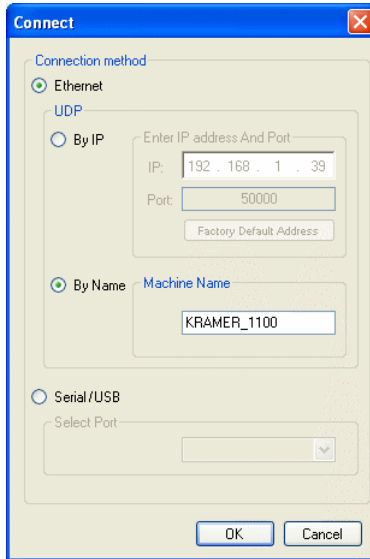 Connect
Connection method
Ethernet
UDP
By IP
Enter IP address And Port
IP: 192 . 168 . 1 . 39
Port: 50000
Factory Default Address
By Name
Machine Name
KRAMER_1100
Serial/USB
Select Port
OK Cancel